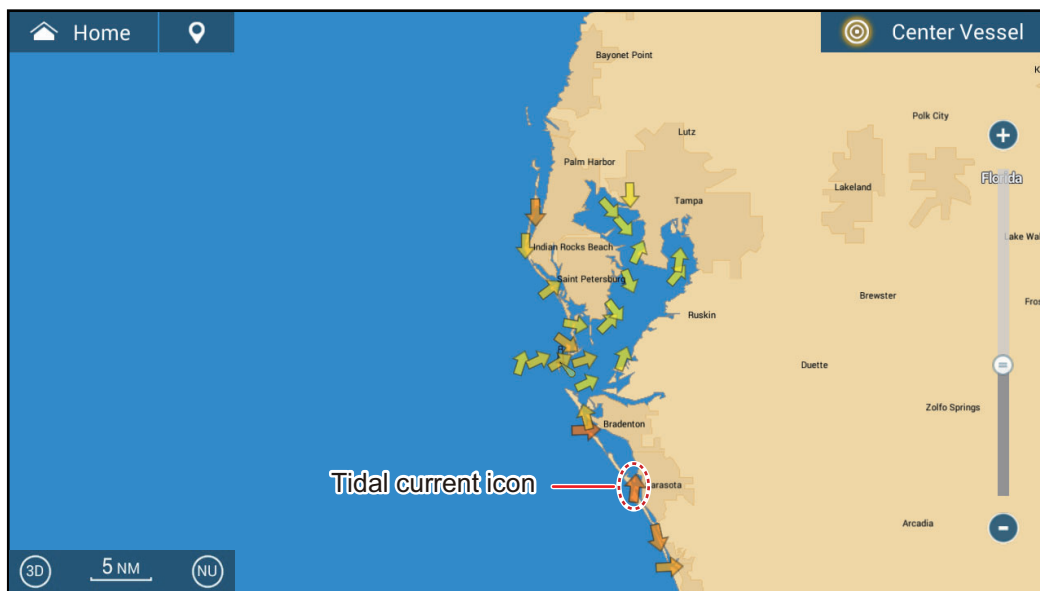 Home
Center Vessel
Bayonet Point
K
Polk City
Lutz
Palm Harbor
Florida
Lakeland
Tampa
Indian Rocks Beach
Lake Wal
Saint Petersburg
Brewster
Fros
Ruskin
Duette
Zolfo Springs
Bradenton
Tidal current icon
arasota
Arcadia
3D
5 NM
NU